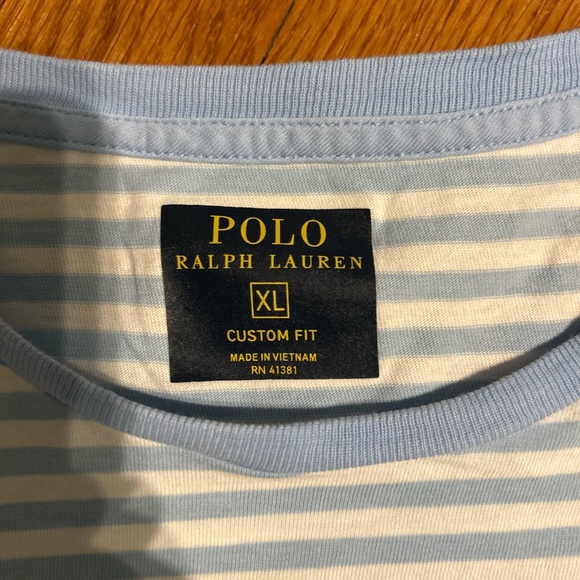 POLO
RALPH LAUREN
XL
CUSTOM FIT
MADE IN VIETNAM
RN 41381